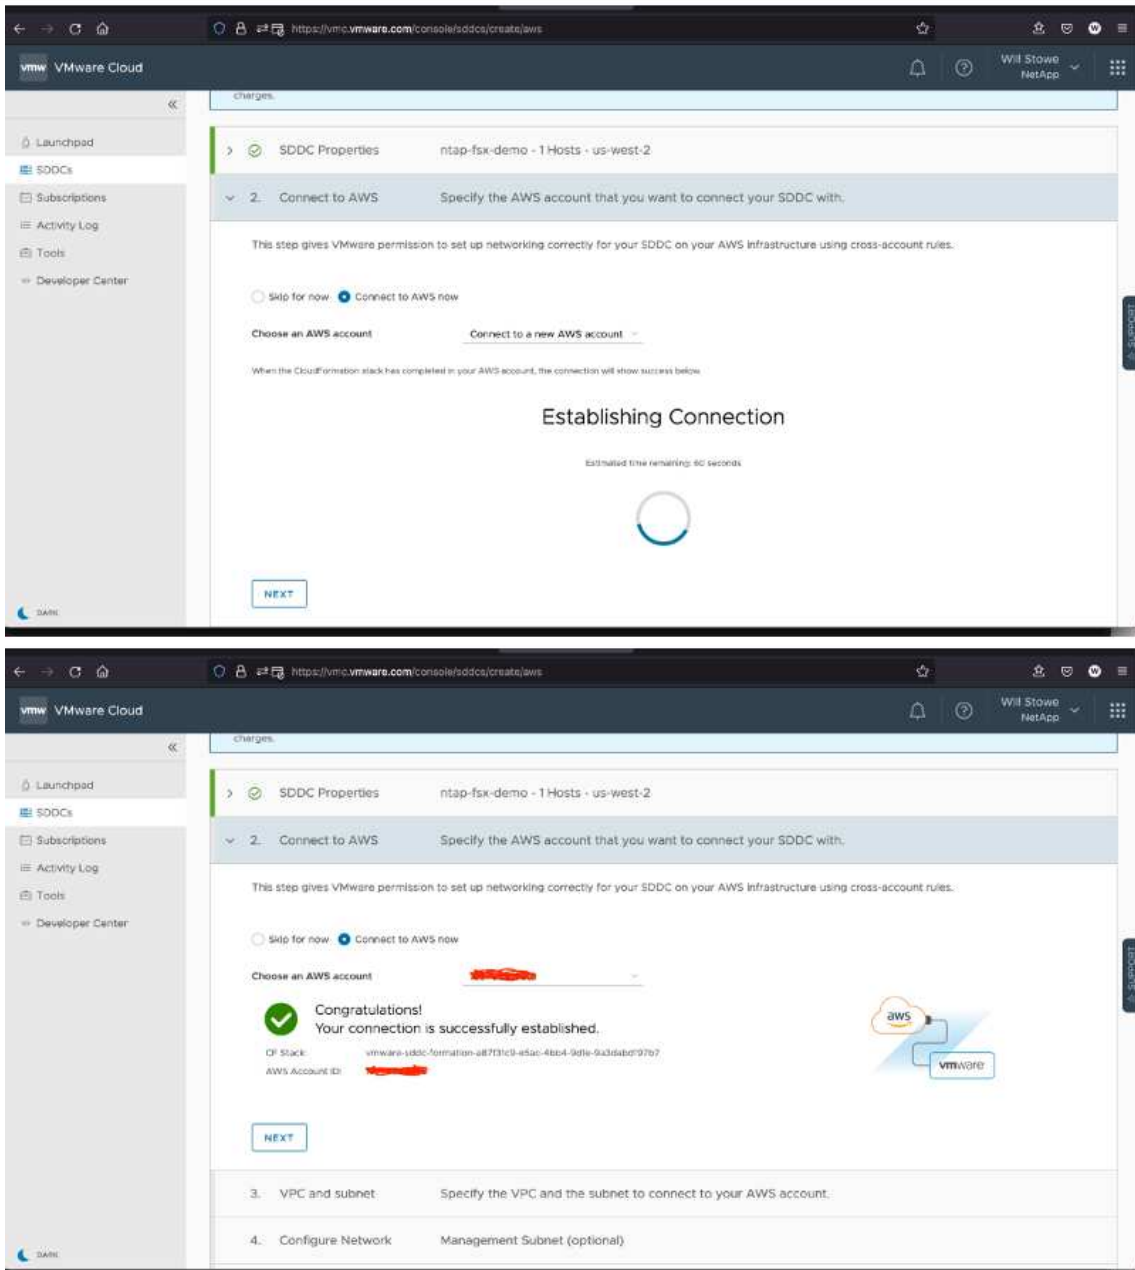 https://vmc.vmware.com/console/sddcs/create/aws
vmw VMware Cloud
Will Stowe
NetApp
charges.
Launchpad
SDDCs
Subscriptions
Activity Log
Tools
Developer Center
DARK
SDDC Properties ntap-fsx-demo - 1 Hosts - us-west-2
2. Connect to AWS Specify the AWS account that you want to connect your SDDC with.
This step gives VMware permission to set up networking correctly for your SDDC on your AWS infrastructure using cross-account rules.
Skip for now Connect to AWS now
Choose an AWS account Connect to a new AWS account
When the CloudFormation stack has completed in your AWS account, the connection will show success below.
Establishing Connection
Estimated time remaining: 60 seconds
NEXT
SUPPORT
https://vmc.vmware.com/console/sddcs/create/aws
vmw VMware Cloud
Will Stowe
NetApp
charges.
Launchpad
SDDCs
Subscriptions
Activity Log
Tools
Developer Center
DARK
SDDC Properties ntap-fsx-demo - 1 Hosts - us-west-2
2. Connect to AWS Specify the AWS account that you want to connect your SDDC with.
This step gives VMware permission to set up networking correctly for your SDDC on your AWS infrastructure using cross-account rules.
Skip for now Connect to AWS now
Choose an AWS account
Congratulations!
Your connection is successfully established.
CF Stack:
AWS Account ID:
aws
vmware
NEXT
3. VPC and subnet Specify the VPC and the subnet to connect to your AWS account.
4. Configure Network Management Subnet (optional)
SUPPORT